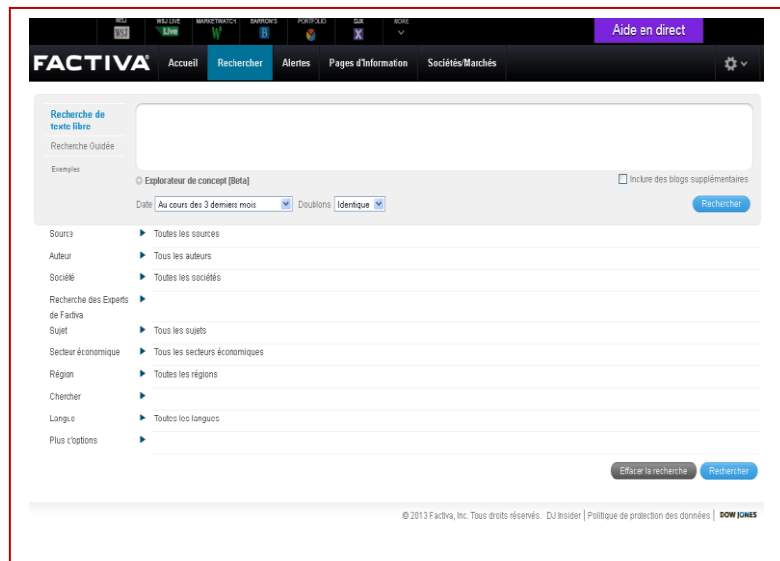 WSJ WSJ LIVE MARKETWATCH BARRON'S PORTFOLIO DJX MORE
WSJ Live W B X
Aide en direct
FACTIVA Accueil Rechercher Alertes Pages d'Information Sociétés/Marchés
Recherche de
texte libre
Recherche Guidée
Exemples
Explorateur de concept [Beta]
Inclure des blogs supplémentaires
Date Au cours des 3 derniers mois Doublons Identique
Rechercher
Source Toutes les sources
Auteur Tous les auteurs
Société Toutes les sociétés
Recherche des Experts
de Factiva
Sujet Tous les sujets
Secteur économique Tous les secteurs économiques
Région Toutes les régions
Chercher
Langue Toutes les langues
Plus d'options
Effacer la recherche Rechercher
© 2013 Factiva, Inc. Tous droits réservés. DJ Insider | Politique de protection des données | DOW JONES